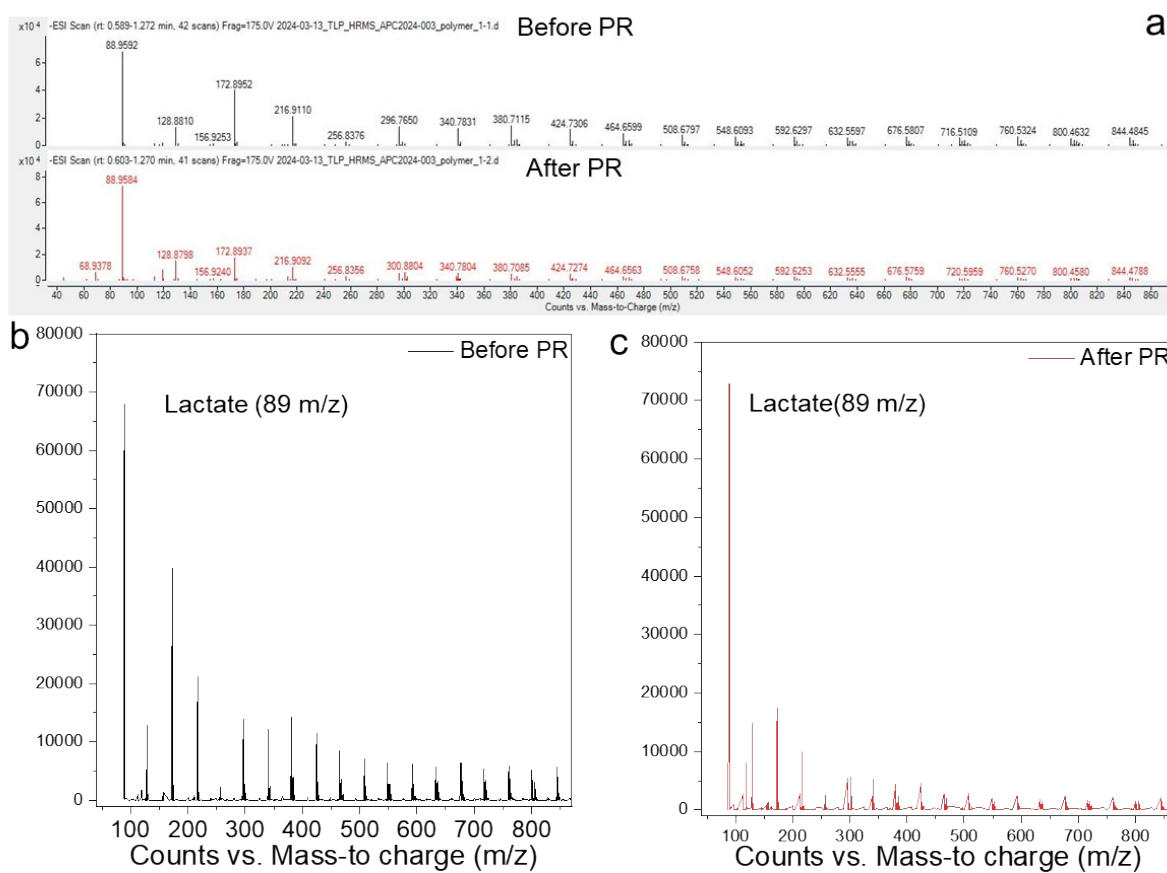 x10 4 -ESI Scan (rt: 0.589-1.272 min, 42 scans) Frag=175.0V 2024-03-13_TLP_HRMS_APC2024-003_polymer_1-1.d Before PR a
88.9592
6
172.8952
4
216.9110
128.8810
296.7650 340.7831 380.7115 424.7306
2
156.9253 256.8376 464.6599 508.6797 548.6093 592.6297 632.5597 676.5807 716.5109 760.5324 800.4632 844.4845
0
x10 4 -ESI Scan (rt: 0.603-1.270 min, 41 scans) Frag=175.0V 2024-03-13_TLP_HRMS_APC2024-003_polymer_1-2.d
After PR
8 88.9584
6
4
172.8937
128.8798 216.9092
2
68.9378 156.9240 256.8356 300.8804 340.7804 380.7085 424.7274 464.6563 508.6758 548.6052 592.6253 632.5555 676.5759 720.5959 760.5270 800.4580 844.4788
0
40 60 80 100 120 140 160 180 200 220 240 260 280 300 320 340 360 380 400 420 440 460 480 500 520 540 560 580 600 620 640 660 680 700 720 740 760 780 800 820 840 860
Counts vs. Mass-to-Charge (m/z)
b
Before PR
Lactate (89 m/z)
80000
70000
60000
50000
40000
30000
20000
10000
0
100 200 300 400 500 600 700 800
Counts vs. Mass-to charge (m/z)
c
After PR
Lactate(89 m/z)
80000
70000
60000
50000
40000
30000
20000
10000
0
100 200 300 400 500 600 700 800
Counts vs. Mass-to charge (m/z)